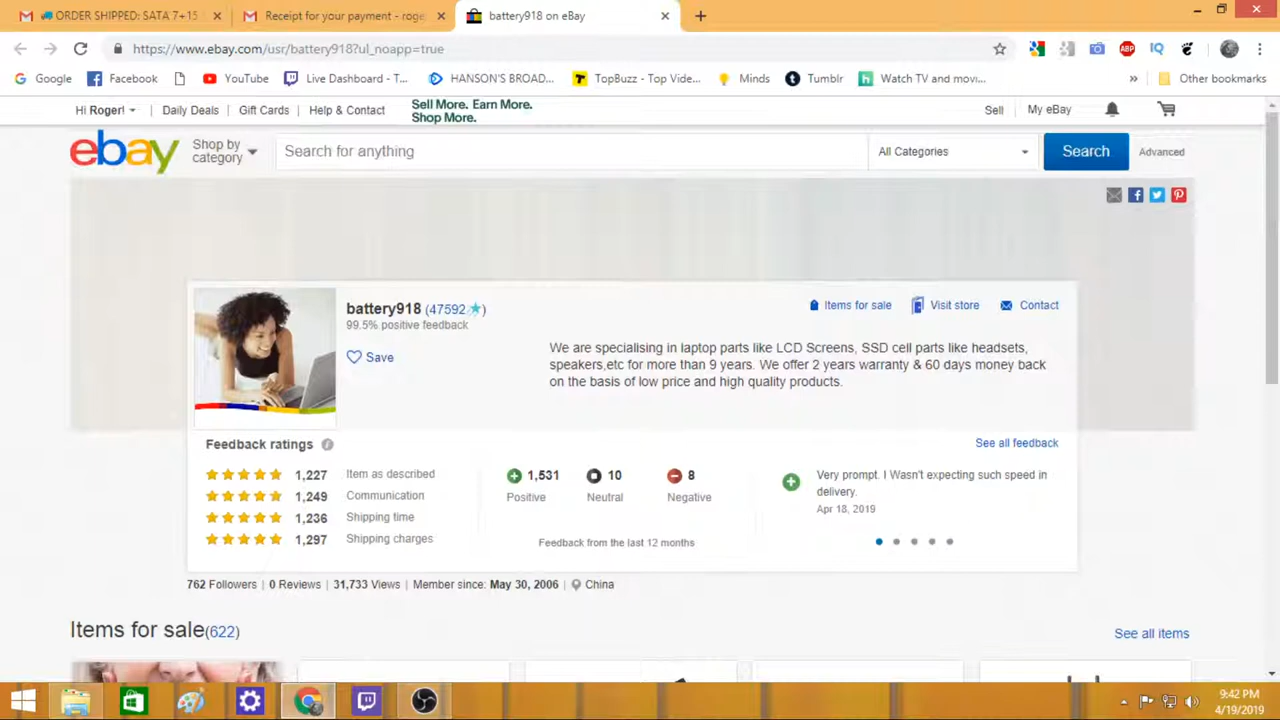 ORDER SHIPPED: SATA 7+15
Receipt for your payment - roge
battery918 on eBay
https://www.ebay.com/usr/battery918?ul_noapp=true
Google
Facebook
YouTube
Live Dashboard - T...
HANSON'S BROAD...
TopBuzz - Top Vide...
Minds
Tumblr
Watch TV and movi...
»
Other bookmarks
Hi Roger! | Daily Deals | Gift Cards | Help & Contact
Sell More. Earn More.
Shop More.
Sell | My eBay
ebay
Shop by
category
Search for anything
All Categories
Search
Advanced
battery918 (47592)
99.5% positive feedback
Save
Items for sale
Visit store
Contact
We are specialising in laptop parts like LCD Screens, SSD cell parts like headsets,
speakers,etc for more than 9 years. We offer 2 years warranty & 60 days money back
on the basis of low price and high quality products.
Feedback ratings
See all feedback
1,227 Item as described
1,249 Communication
1,236 Shipping time
1,297 Shipping charges
1,531 Positive
10 Neutral
8 Negative
Feedback from the last 12 months
Very prompt. I Wasn't expecting such speed in
delivery.
Apr 18, 2019
762 Followers | 0 Reviews | 31,733 Views | Member since: May 30, 2006 | China
Items for sale(622)
See all items
9:42 PM
4/19/2019